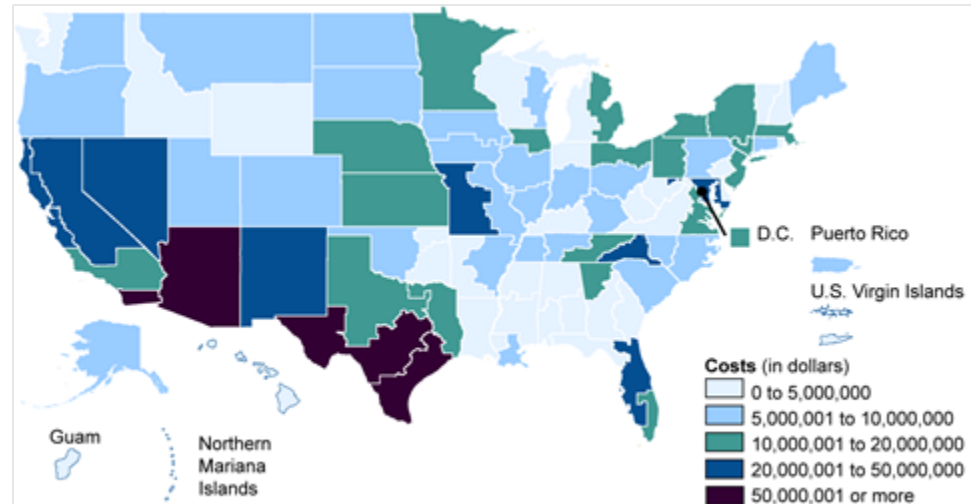 D.C.
Puerto Rico
U.S. Virgin Islands
Costs (in dollars)
0 to 5,000,000
5,000,001 to 10,000,000
10,000,001 to 20,000,000
20,000,001 to 50,000,000
50,000,001 or more
Guam
Northern
Mariana
Islands